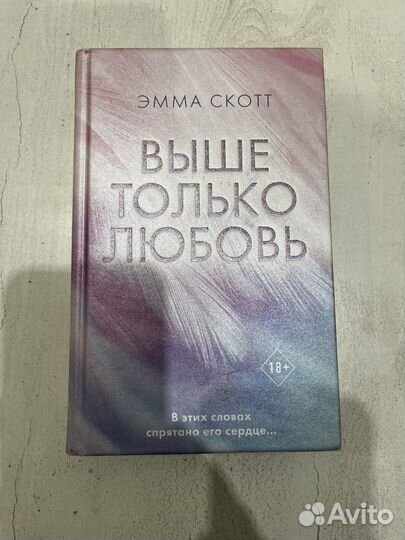 ЭММА СКОТТ
ВЫШЕ
ТОЛЬКО
ЛЮБОВЬ
18+
В этих словах
спрятано его сердце...
Avito